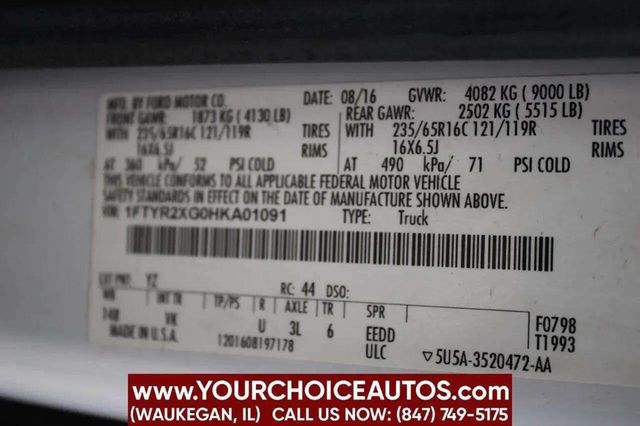 MFD. BY FORD MOTOR CO. DATE: 08/16 GVWR: 4082 KG ( 9000 LB)
FRONT GAWR: 1873 KG ( 4130 LB) REAR GAWR: 2502 KG ( 5515 LB)
WITH 235/65R16C 121/119R TIRES WITH 235/65R16C 121/119R TIRES
16X6.5J RIMS 16X6.5J RIMS
AT 360 kPa/ 52 PSI COLD AT 490 kPa/ 71 PSI COLD
THIS VEHICLE CONFORMS TO ALL APPLICABLE FEDERAL MOTOR VEHICLE
SAFETY STANDARDS IN EFFECT ON THE DATE OF MANUFACTURE SHOWN ABOVE.
VIN: 1FTYR2XG0HKA01091 TYPE: Truck
EXT PNT: YZ RC: 44 DSO:
WB INT TR TP/PS R AXLE TR SPR
148 VK U 3L 6 EEDD F0798
MADE IN U.S.A. 1201608197178 ULC T1993
▽5U5A-3520472-AA
WWW.YOURCHOICEAUTOS.COM
(WAUKEGAN, IL) CALL US NOW: (847) 749-5175